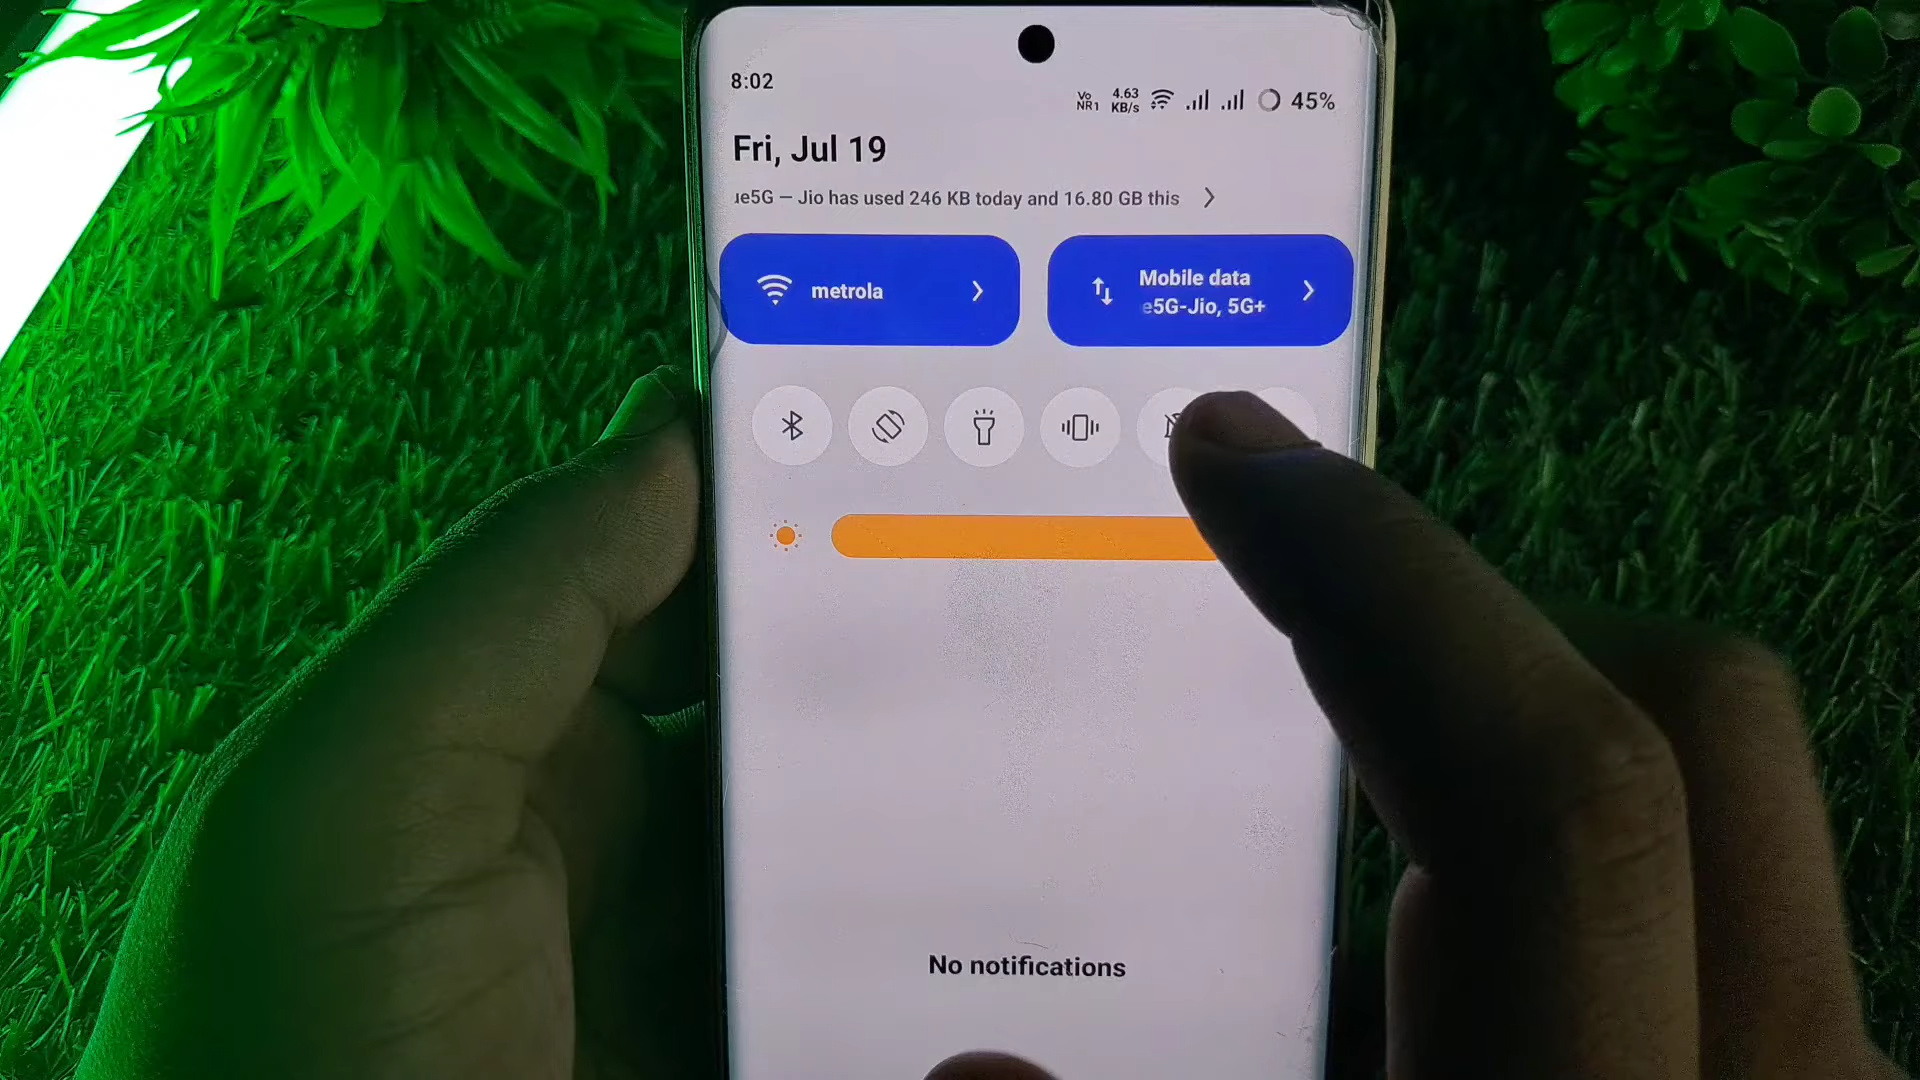 8:02
Vo NR1 4.63 KB/s 45%
Fri, Jul 19
e5G – Jio has used 246 KB today and 16.80 GB this
metrola
Mobile data
e5G-Jio, 5G+
No notifications